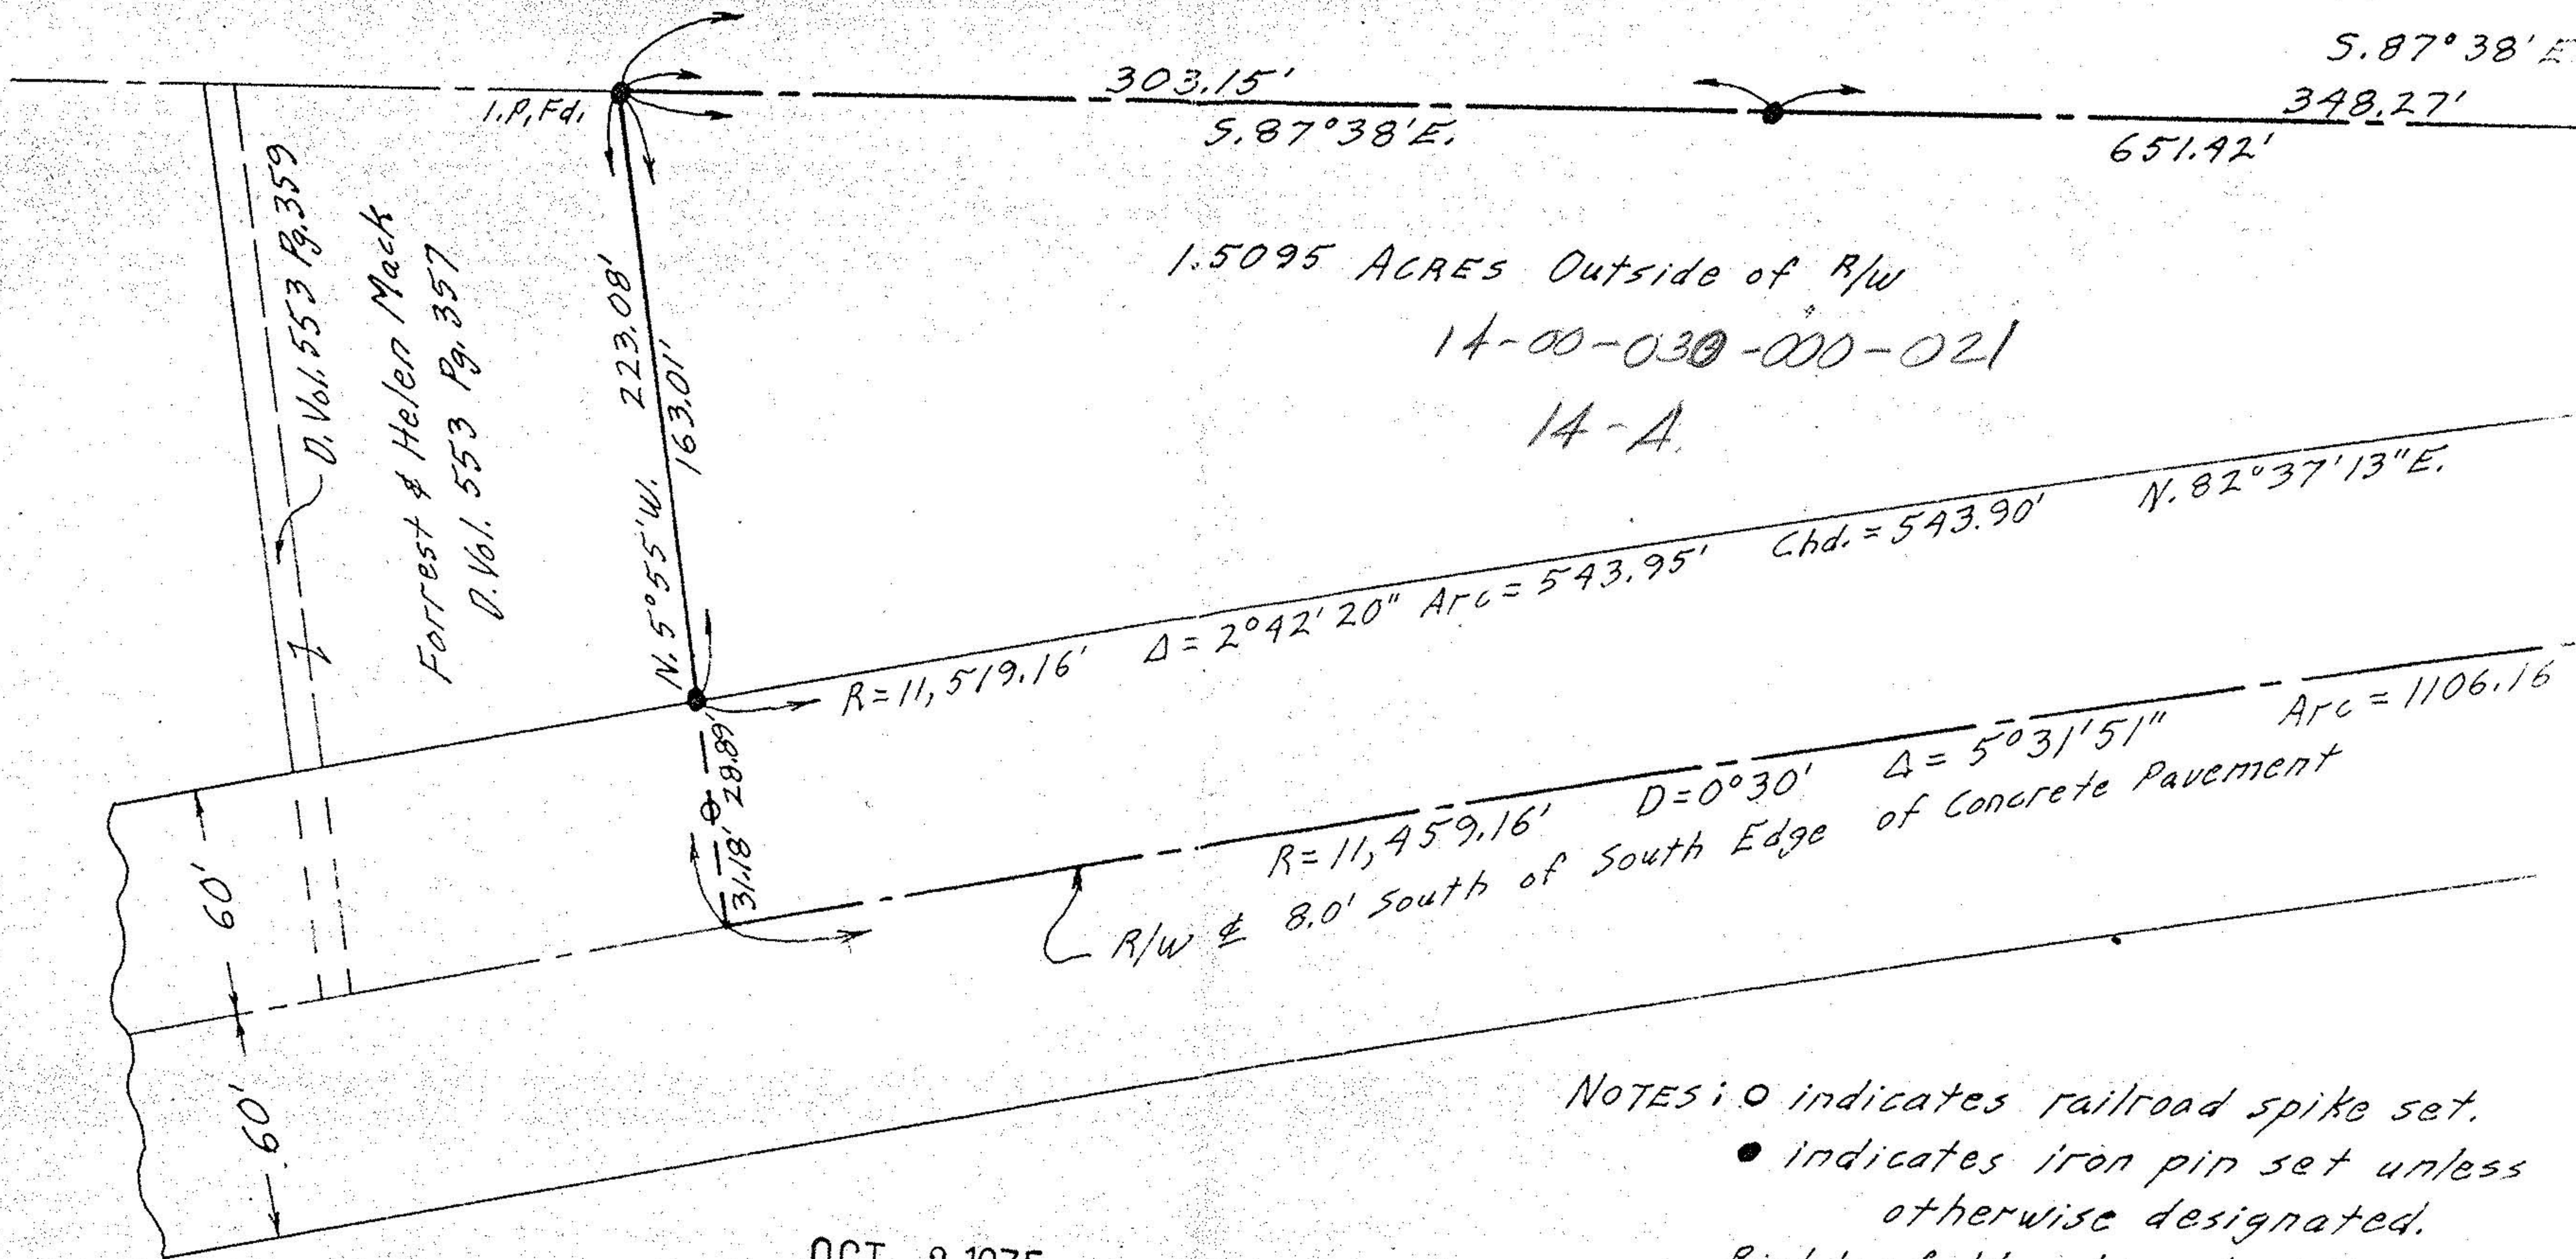 S.87°38'E
303.15'
348.27'
I.P. Fd.
S.87°38'E.
651.42'
D.Vol. 553 Pg. 359
Forrest & Helen Mack
D.Vol. 553 Pg. 357
N. 5°55'W. 223.08'
163.01'
1.5095 ACRES Outside of R/W
14-00-030-000-021
14-A.
R=11,519.16' Δ = 2°42'20" Arc = 543.95' Chd. = 543.90' N. 82°37'13"E.
31.18' 28.89'
R=11,459.16' D=0°30' Δ = 5°31'51" Arc = 1106.16
R/W ℄ 8.0' South of South Edge of Concrete Pavement
60'
60'
NOTES: O indicates railroad spike set.
● indicates iron pin set unless
otherwise designated.
OCT 1975